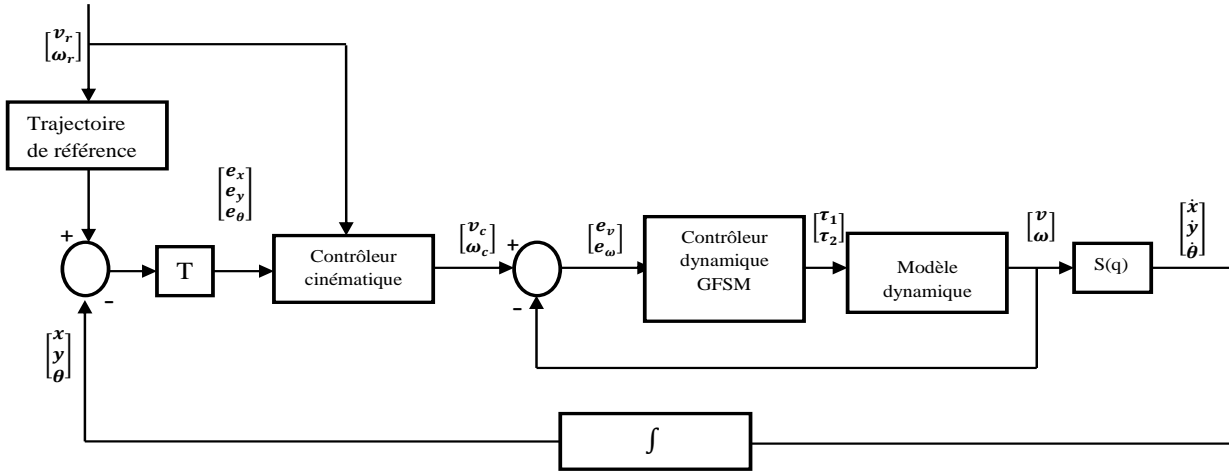 [v_r
ω_r]
Trajectoire
de référence
[e_x
e_y
e_θ]
+
-
T
Contrôleur
cinématique
[v_c
ω_c]
+
-
[e_v
e_ω]
Contrôleur
dynamique
GFSM
[τ_1
τ_2]
Modèle
dynamique
[v
ω]
S(q)
[ẋ
ẏ
θ̇]
[x
y
θ]
∫